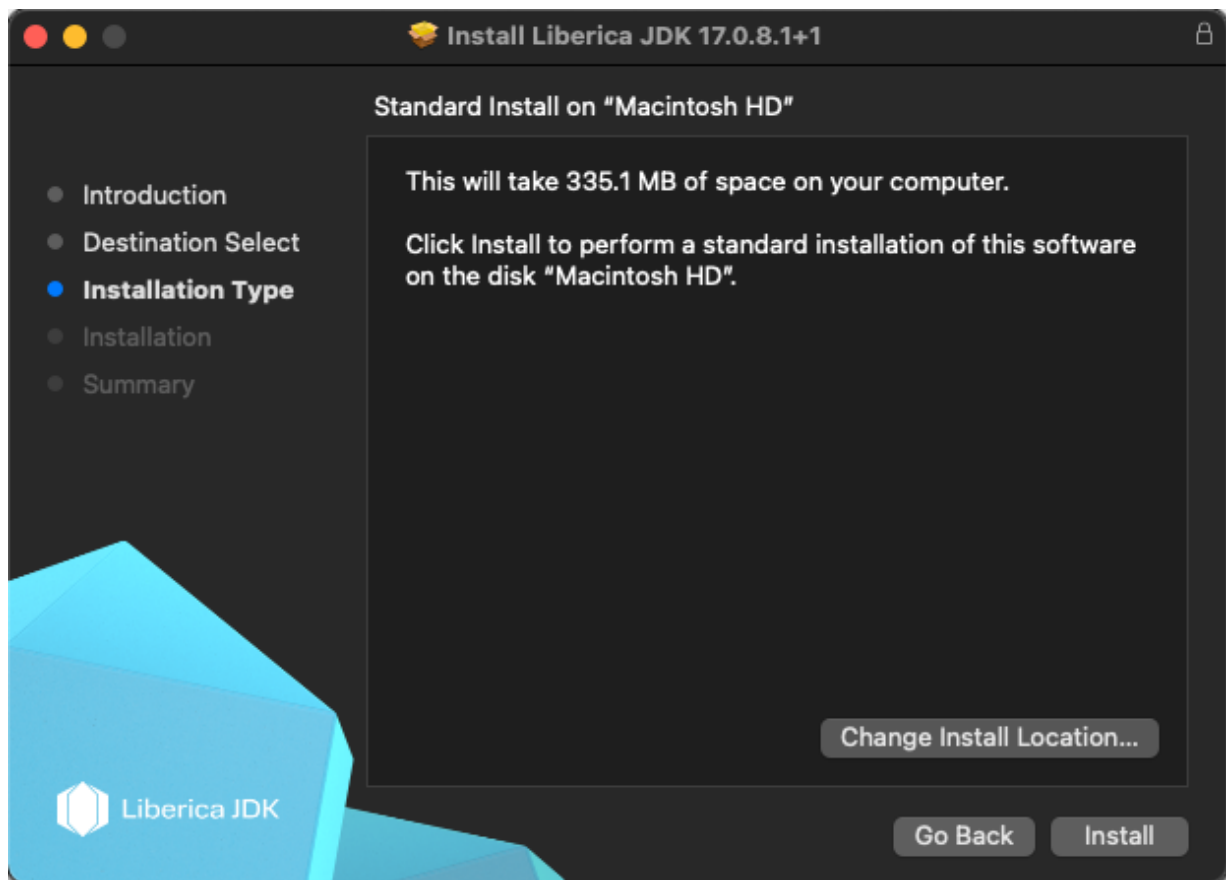 Install Liberica JDK 17.0.8.1+1
Standard Install on “Macintosh HD”
Introduction
Destination Select
Installation Type
Installation
Summary
This will take 335.1 MB of space on your computer.
Click Install to perform a standard installation of this software
on the disk “Macintosh HD”.
Change Install Location...
Liberica JDK
Go Back
Install